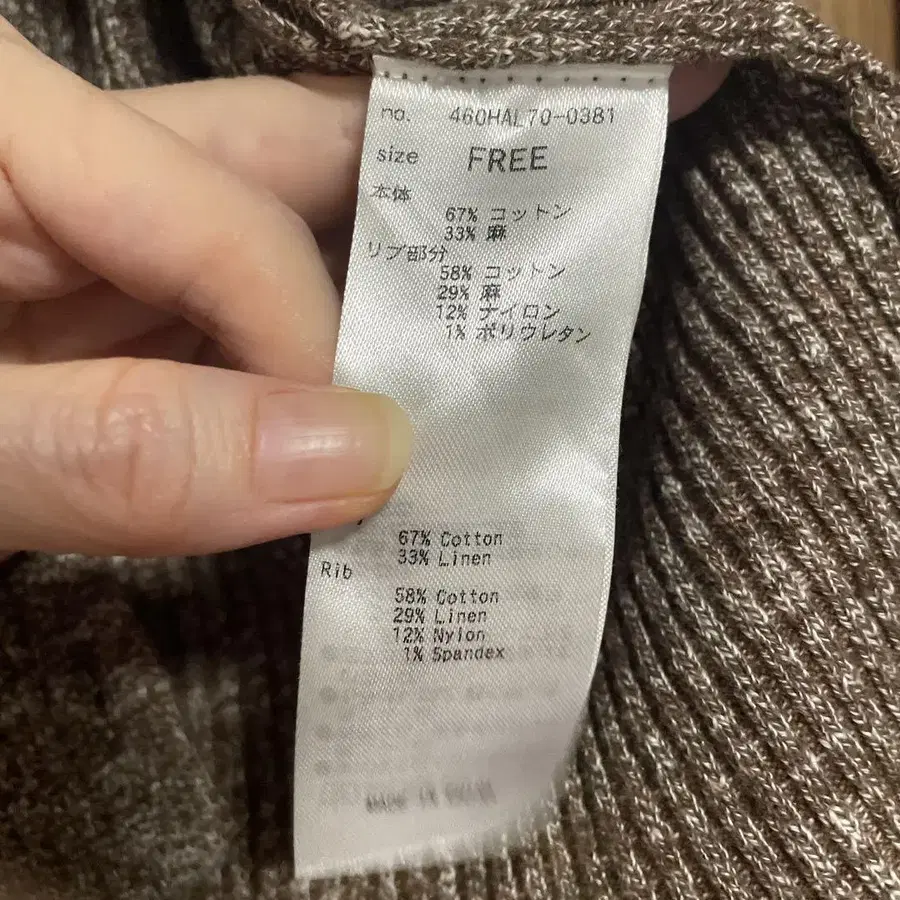 no. 460HAL70-0381
size FREE
本体
67% コットン
33% 麻
リブ部分
58% コットン
29% 麻
12% ナイロン
1% ポリウレタン
67% Cotton
33% Linen
Rib
58% Cotton
29% Linen
12% Nylon
1% Spandex